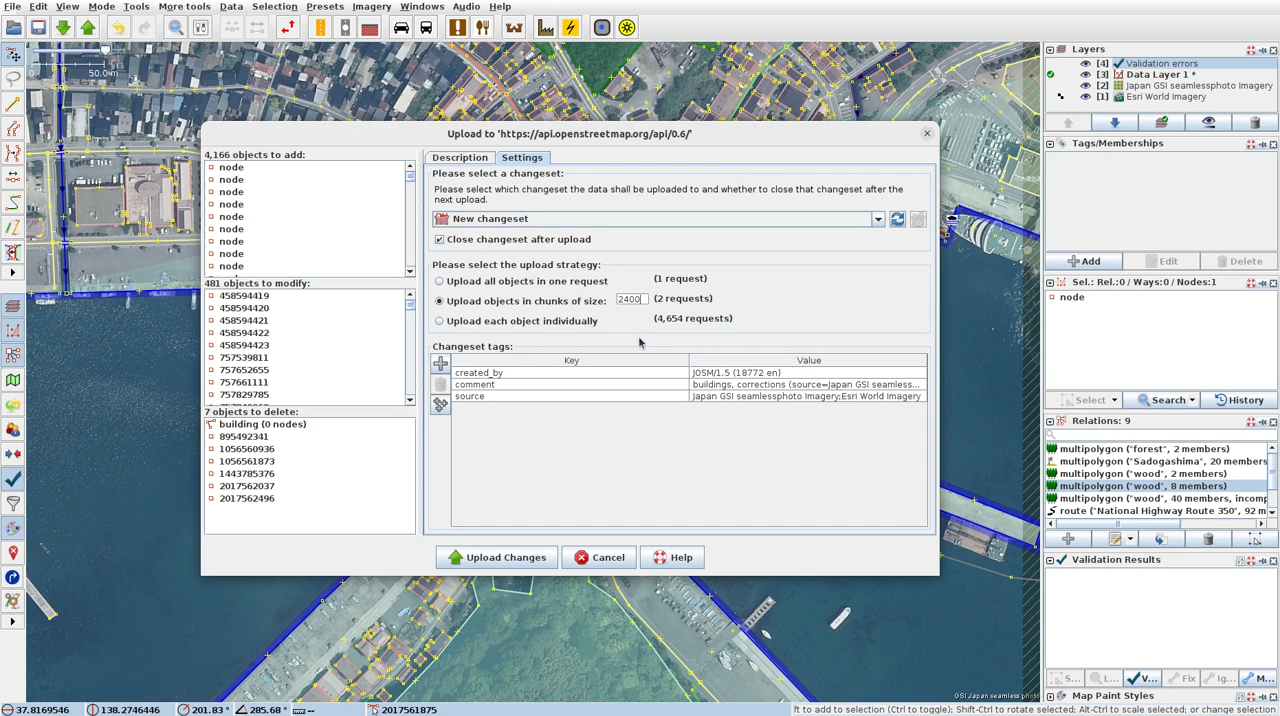 File Edit View Mode Tools More tools Data Selection Presets Imagery Windows Audio Help
0 50.0 m
Upload to 'https://api.openstreetmap.org/api/0.6/'
4,166 objects to add:
node
node
node
node
node
node
node
node
node
481 objects to modify:
458594419
458594420
458594421
458594422
458594423
757539811
757652655
757661111
757829785
7 objects to delete:
building (0 nodes)
895492341
1056560936
1056561873
1443785376
2017562037
2017562496
Description Settings
Please select a changeset:
Please select which changeset the data shall be uploaded to and whether to close that changeset after the
next upload.
New changeset
Close changeset after upload
Please select the upload strategy:
Upload all objects in one request (1 request)
Upload objects in chunks of size: 2400 (2 requests)
Upload each object individually (4,654 requests)
Changeset tags:
Key Value
created_by JOSM/1.5 (18772 en)
comment buildings, corrections (source=Japan GSI seamless...
source Japan GSI seamlessphoto Imagery;Esri World Imagery
Upload Changes Cancel Help
Layers
[4] Validation errors
[3] Data Layer 1 *
[2] Japan GSI seamlessphoto Imagery
[1] Esri World Imagery
Tags/Memberships
Add Edit Delete
Sel.: Rel.:0 / Ways:0 / Nodes:1
node
Select Search History
Relations: 9
multipolygon ("forest", 2 members)
multipolygon ("Sadogashima", 20 members
multipolygon ("wood", 2 members)
multipolygon ("wood", 8 members)
multipolygon ("wood", 40 members, incomp
route ("National Highway Route 350", 92 m
Validation Results
S... L... V... Fix Ig... M...
Map Paint Styles
GSI Japan seamless photo
37.8169546 138.2746446 201.83 ° 285.68 ° -- 2017561875 ft to add to selection (Ctrl to toggle); Shift-Ctrl to rotate selected; Alt-Ctrl to scale selected; or change selection